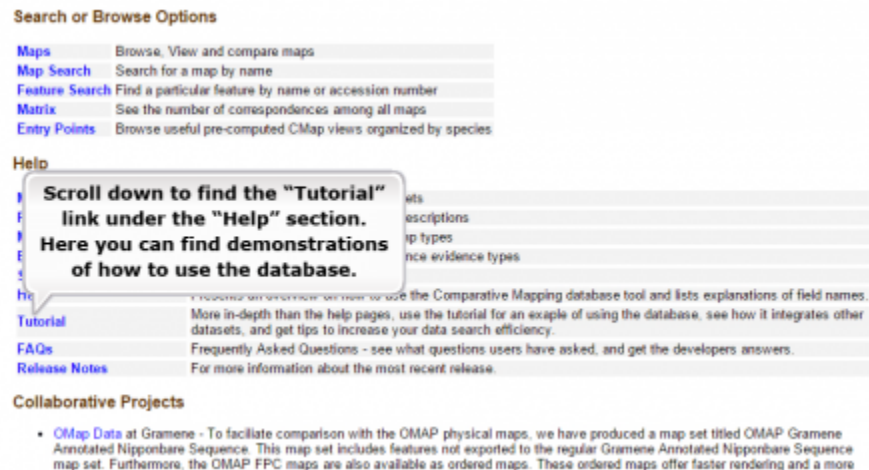 Search or Browse Options
Maps Browse, View and compare maps
Map Search Search for a map by name
Feature Search Find a particular feature by name or accession number
Matrix See the number of correspondences among all maps
Entry Points Browse useful pre-computed CMap views organized by species
Help
Scroll down to find the “Tutorial”
link under the “Help” section.
Here you can find demonstrations
of how to use the database.
ets
escriptions
types
nce evidence types
Presents an overview on how to use the Comparative Mapping database tool and lists explanations of field names.
Tutorial More in-depth than the help pages, use the tutorial for an exaple of using the database, see how it integrates other
datasets, and get tips to increase your data search efficiency.
FAQs Frequently Asked Questions - see what questions users have asked, and get the developers answers.
Release Notes For more information about the most recent release.
Collaborative Projects
• OMap Data at Gramene - To faciliate comparison with the OMAP physical maps, we have produced a map set titled OMAP Gramene
Annotated Nipponbare Sequence. This map set includes features not exported to the regular Gramene Annotated Nipponbare Sequence
map set. Furthermore, the OMAP FPC maps are also available as ordered maps. These ordered maps offer faster rendering and a more